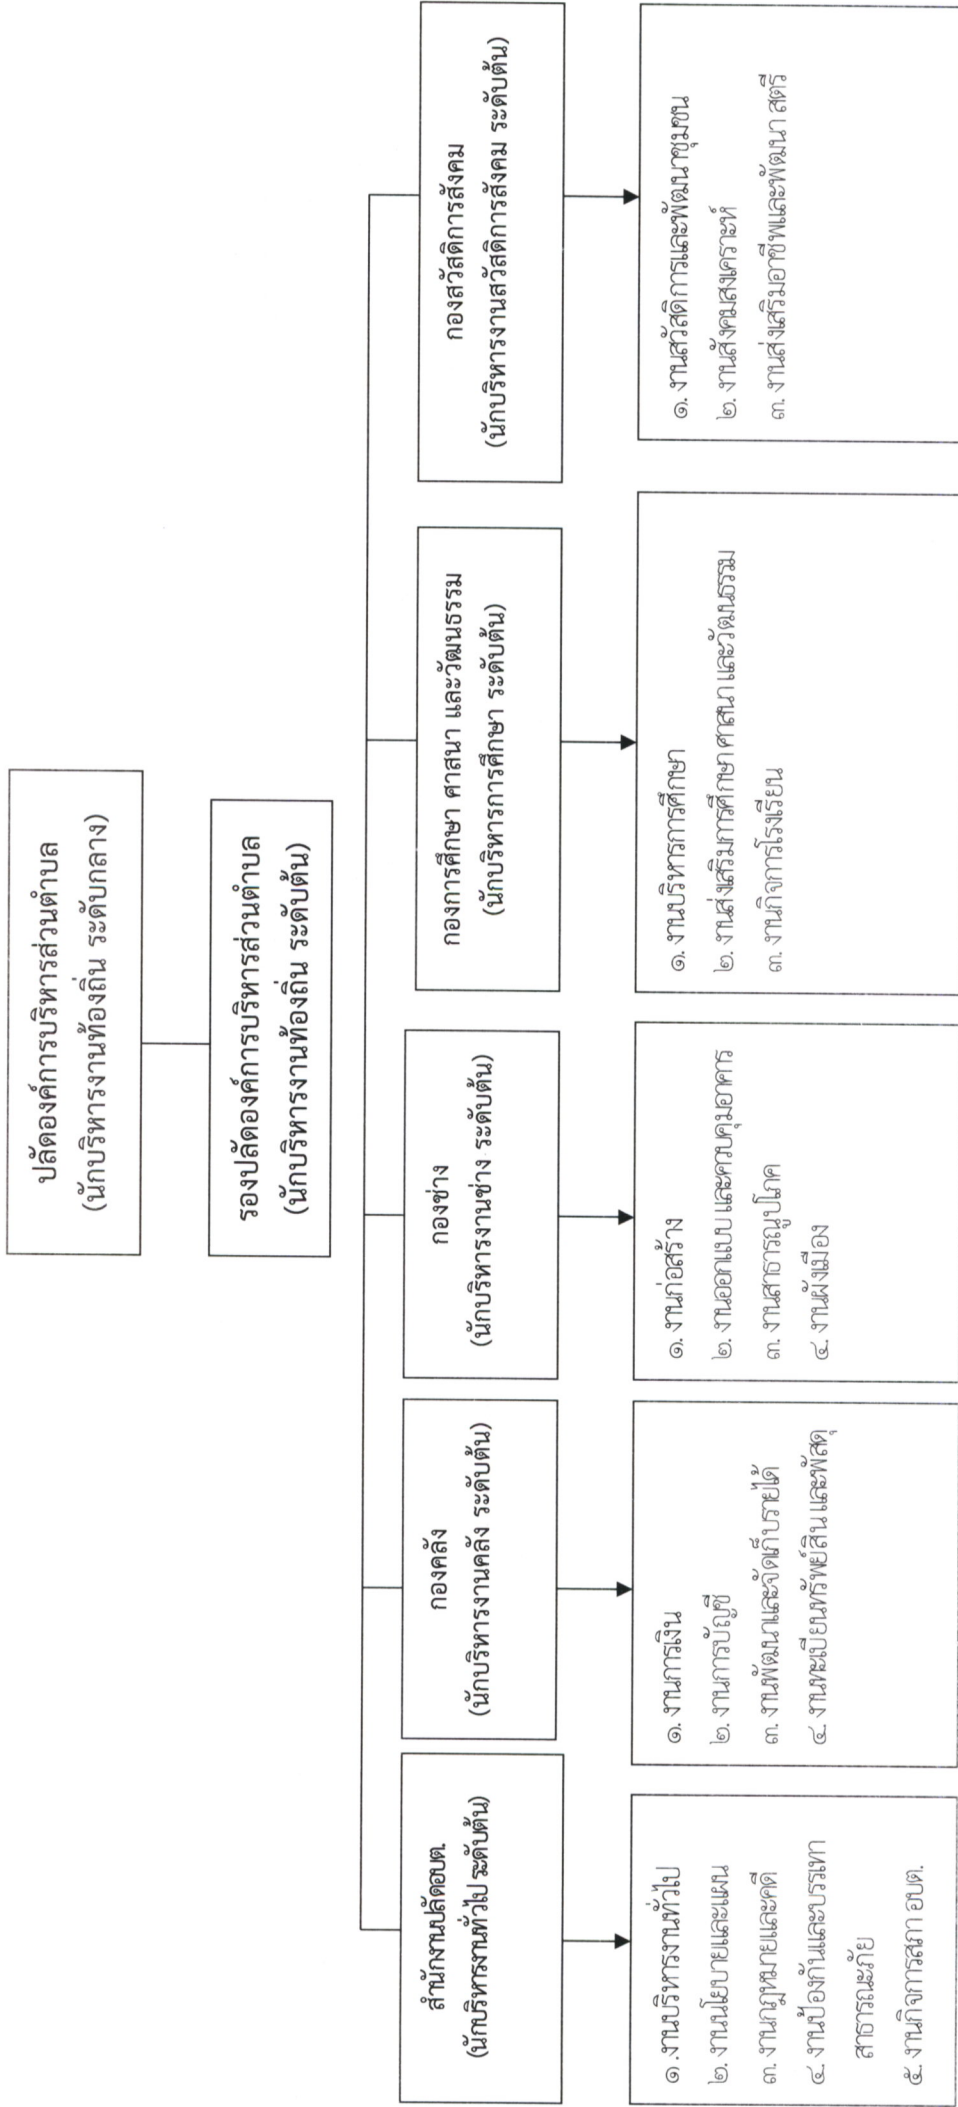 ปลัดองค์การบริหารส่วนตำบล
(นักบริหารงานท้องถิ่น ระดับกลาง)
รองปลัดองค์การบริหารส่วนตำบล
(นักบริหารงานท้องถิ่น ระดับต้น)
สำนักงานปลัดอบต.
(นักบริหารงานทั่วไป ระดับต้น)
กองคลัง
(นักบริหารงานคลัง ระดับต้น)
กองช่าง
(นักบริหารงานช่าง ระดับต้น)
กองการศึกษา ศาสนา และวัฒนธรรม
(นักบริหารการศึกษา ระดับต้น)
กองสวัสดิการสังคม
(นักบริหารงานสวัสดิการสังคม ระดับต้น)
๑. งานบริหารงานทั่วไป
๒. งานนโยบายและแผน
๓. งานกฎหมายและคดี
๔. งานป้องกันและบรรเทา
สาธารณะภัย
๕. งานกิจการสภา อบต.
๑. งานการเงิน
๒. งานการบัญชี
๓. งานพัฒนาและจัดเก็บรายได้
๔. งานทะเบียนทรัพย์สิน และพัสดุ
๑. งานก่อสร้าง
๒. งานออกแบบ และควบคุมอาคาร
๓. งานสาธารณูปโภค
๔. งานผังเมือง
๑. งานบริหารการศึกษา
๒. งานส่งเสริมการศึกษา ศาสนา และวัฒนธรรม
๓. งานกิจการโรงเรียน
๑. งานสวัสดิการและพัฒนาชุมชน
๒. งานสังคมสงเคราะห์
๓. งานส่งเสริมอาชีพและพัฒนา สตรี